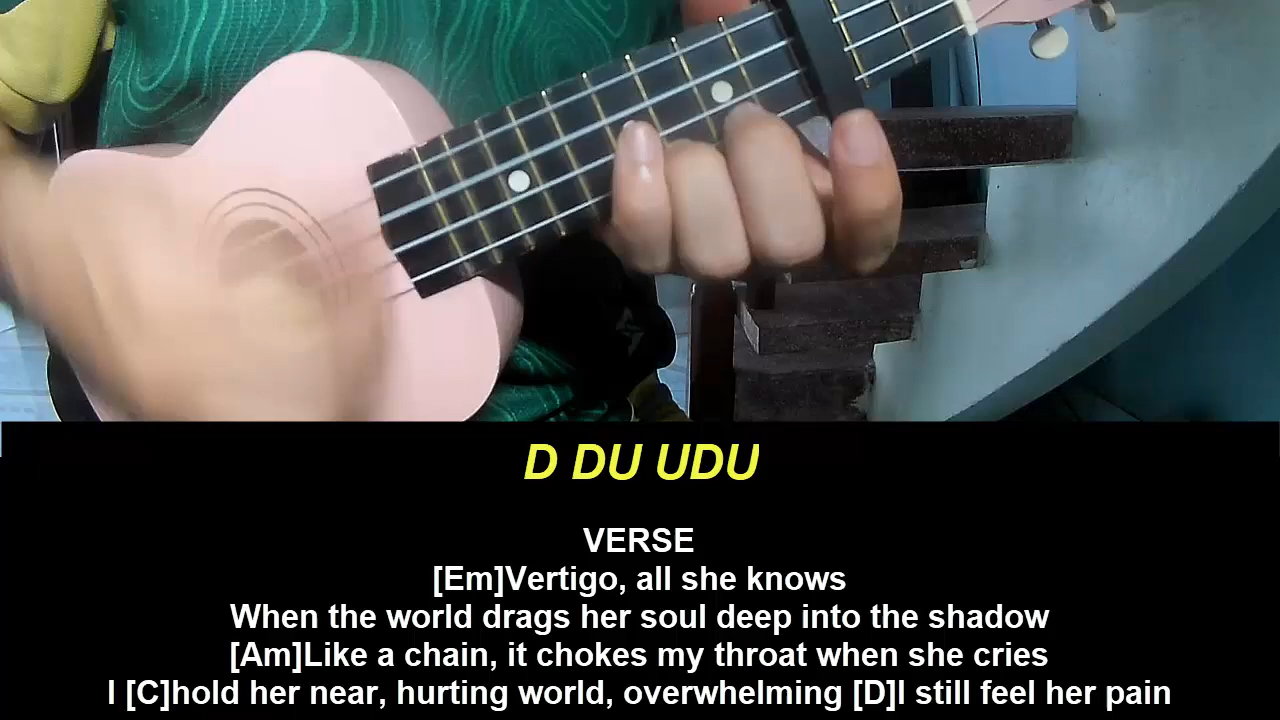 D DU UDU
VERSE
[Em]Vertigo, all she knows
When the world drags her soul deep into the shadow
[Am]Like a chain, it chokes my throat when she cries
I [C]hold her near, hurting world, overwhelming [D]I still feel her pain